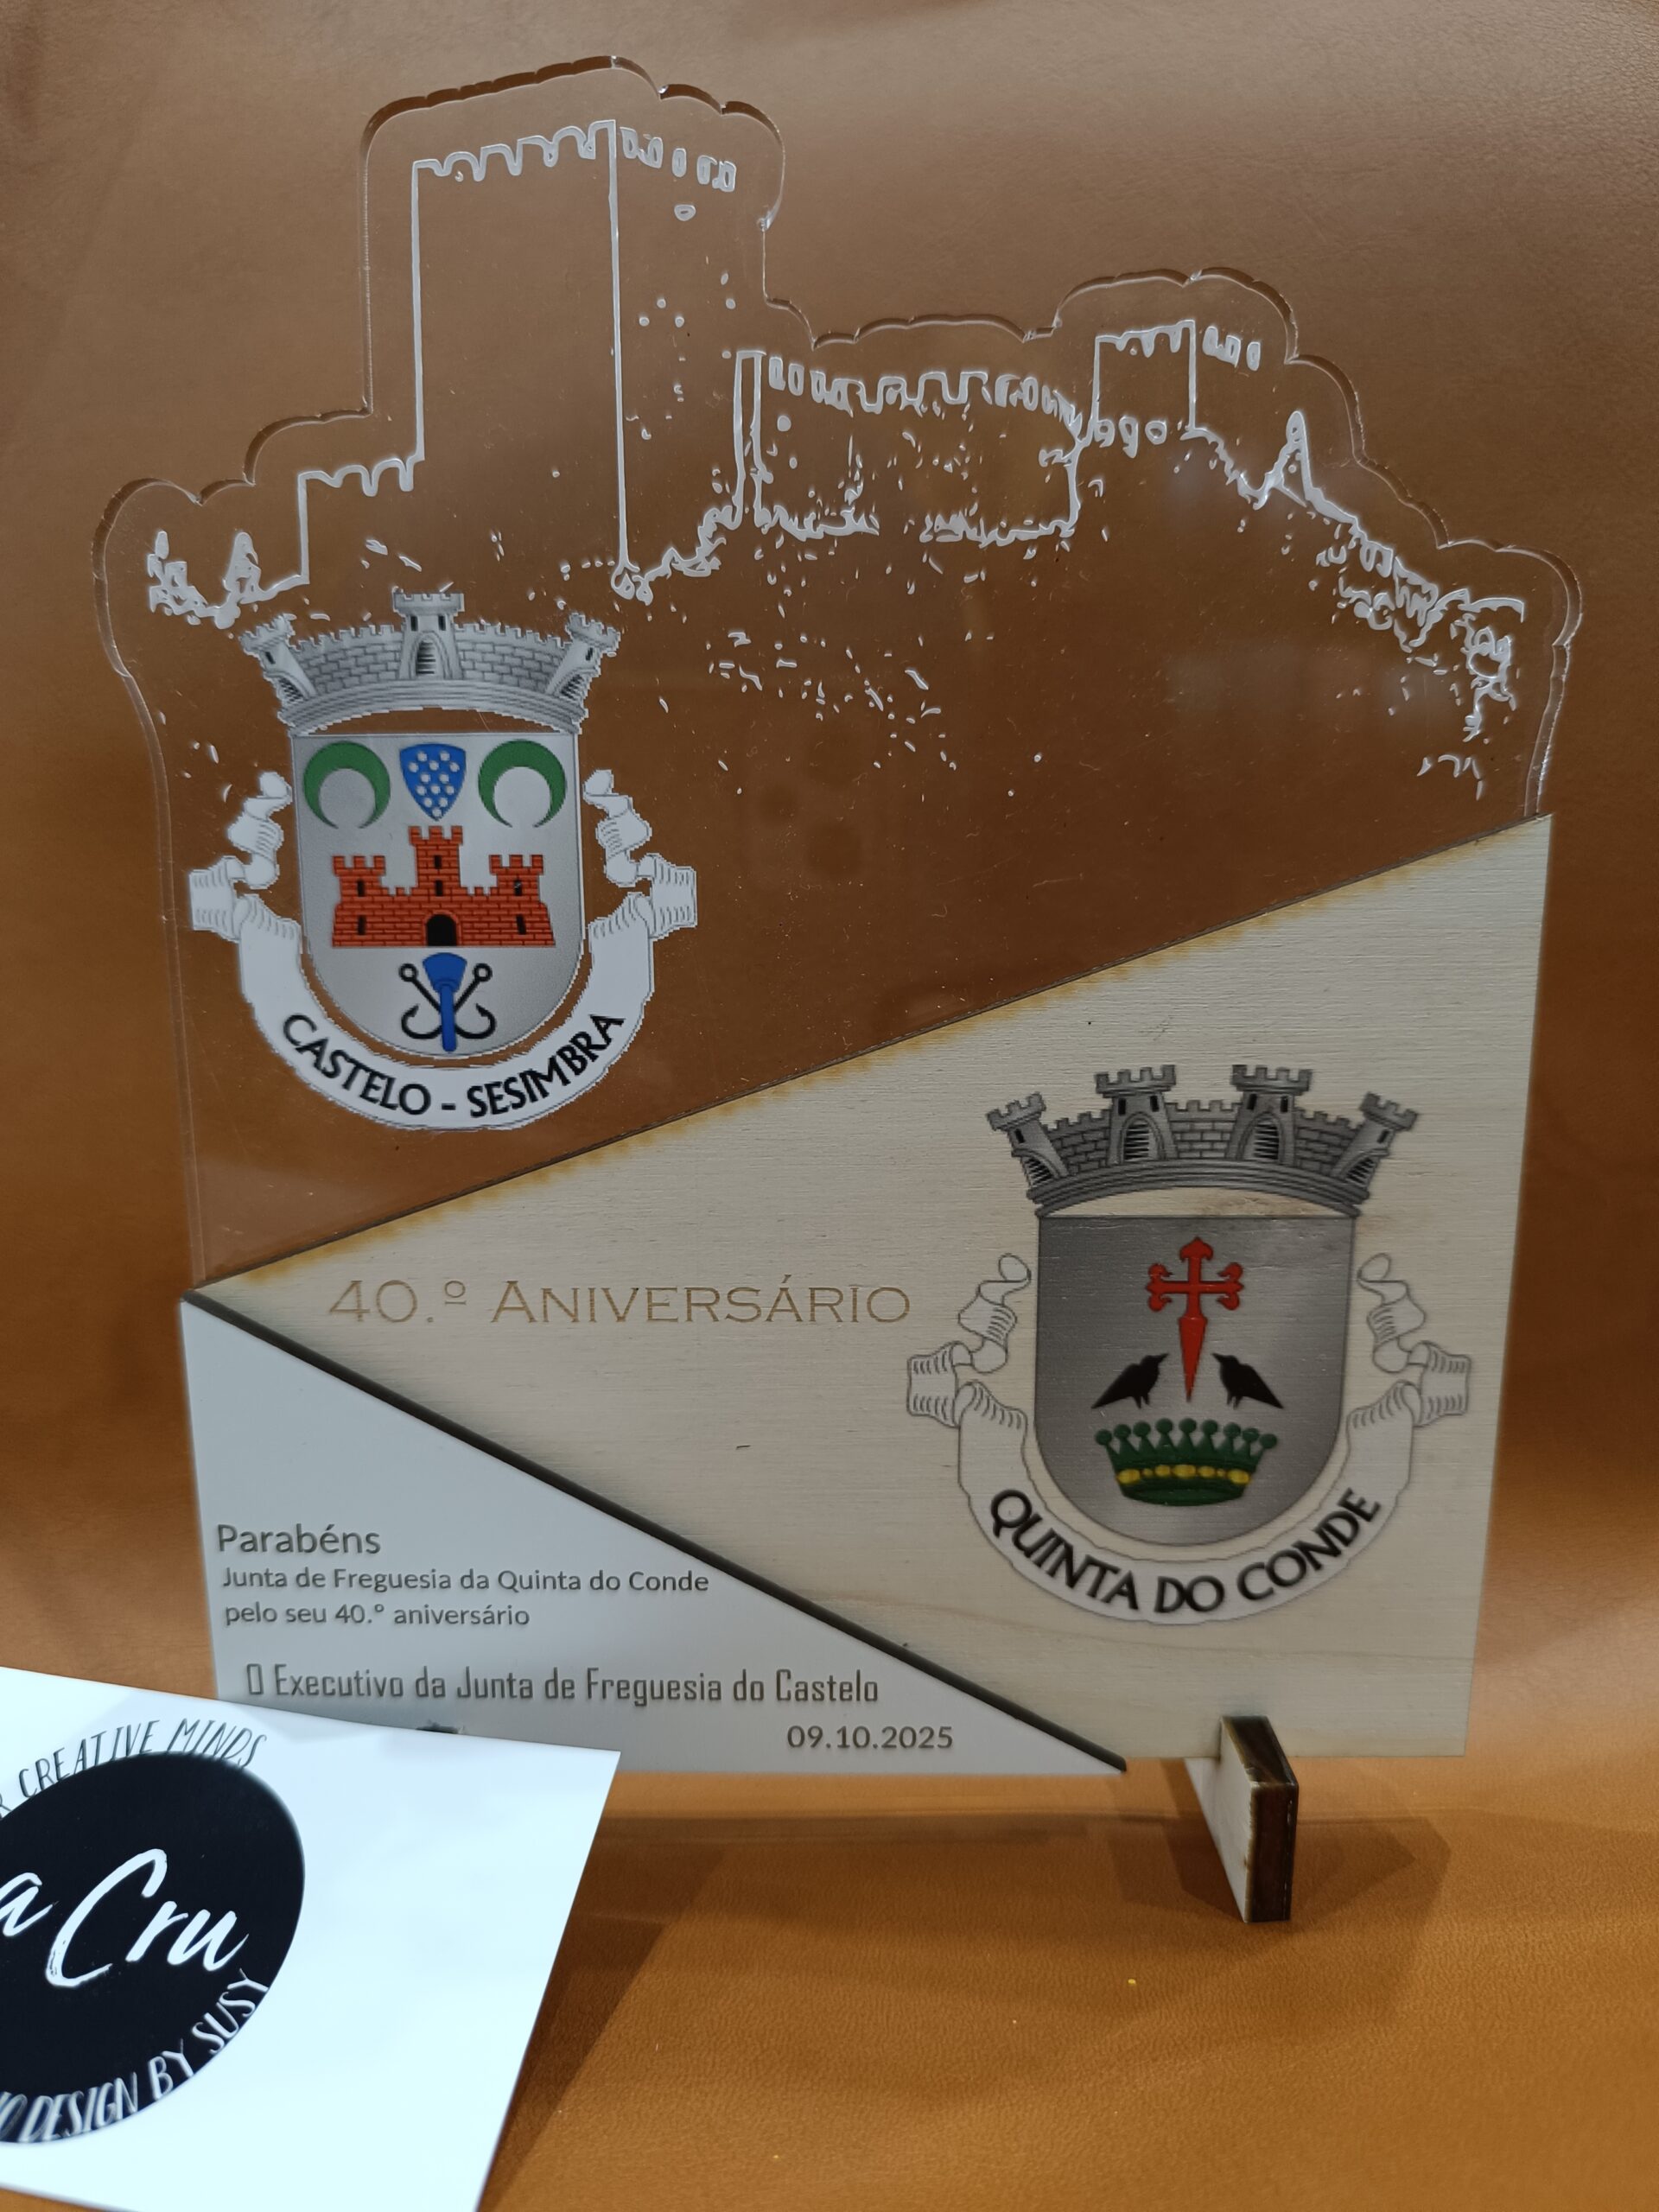 CASTELO - SESIMBRA
40.º ANIVERSÁRIO
QUINTA DO CONDE
Parabéns
Junta de Freguesia da Quinta do Conde
pelo seu 40.º aniversário
O Executivo da Junta de Freguesia do Castelo
09.10.2025
CREATIVE MINDS
a Cru
DESIGN BY SUSY